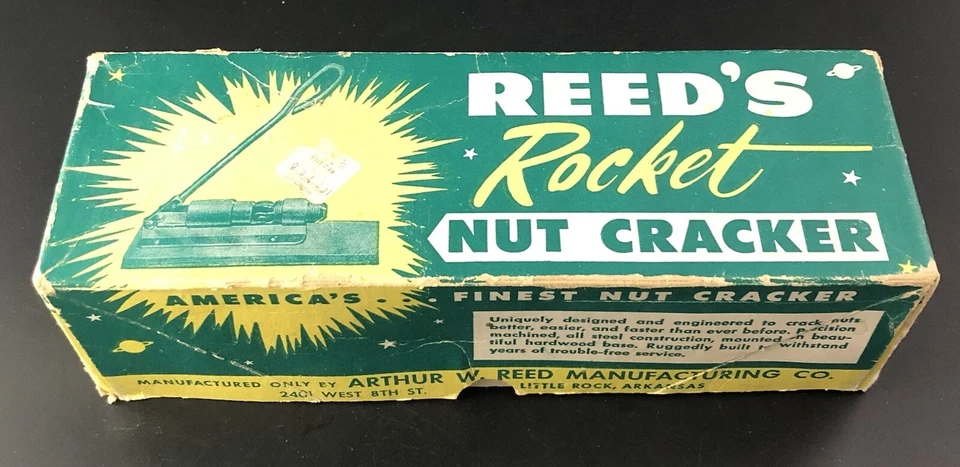 REED'S
Rocket
NUT CRACKER
AMERICA'S . . . FINEST NUT CRACKER
Uniquely designed and engineered to crack nuts
better, easier, and faster than ever before. Precision
machined, all steel construction, mounted on beau-
tiful hardwood base. Ruggedly built to withstand
years of trouble-free service.
MANUFACTURED ONLY BY ARTHUR W. REED MANUFACTURING CO.
2401 WEST 8TH ST. LITTLE ROCK, ARKANSAS